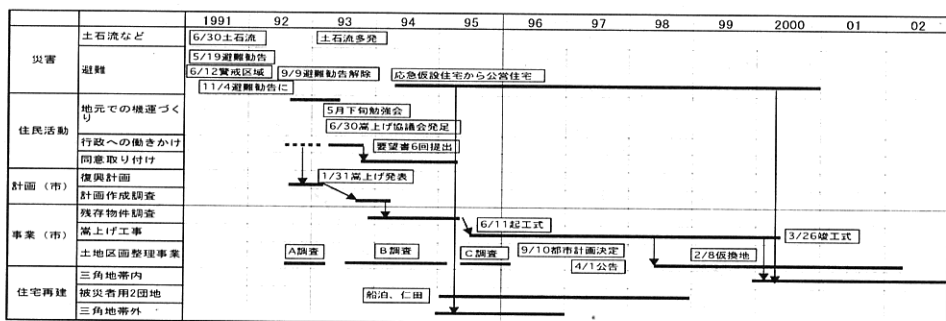 1991 92 93 94 95 96 97 98 99 2000 01 02
災害
土石流など
6/30土石流
土石流多発
避難
5/19避難勧告
6/12警戒区域
9/9避難勧告解除
11/4避難勧告に
応急仮設住宅から公営住宅
住民活動
地元での機運づく
り
5月下旬勉強会
6/30嵩上げ協議会発足
行政への働きかけ
要望書6回提出
同意取り付け
計画（市）
復興計画
1/31嵩上げ発表
計画作成調査
事業（市）
残存物件調査
6/11起工式
嵩上げ工事
3/26竣工式
土地区画整理事業
A調査
B調査
C調査
9/10都市計画決定
4/1公告
2/8仮換地
住宅再建
三角地帯内
被災者用2団地
船泊、仁田
三角地帯外